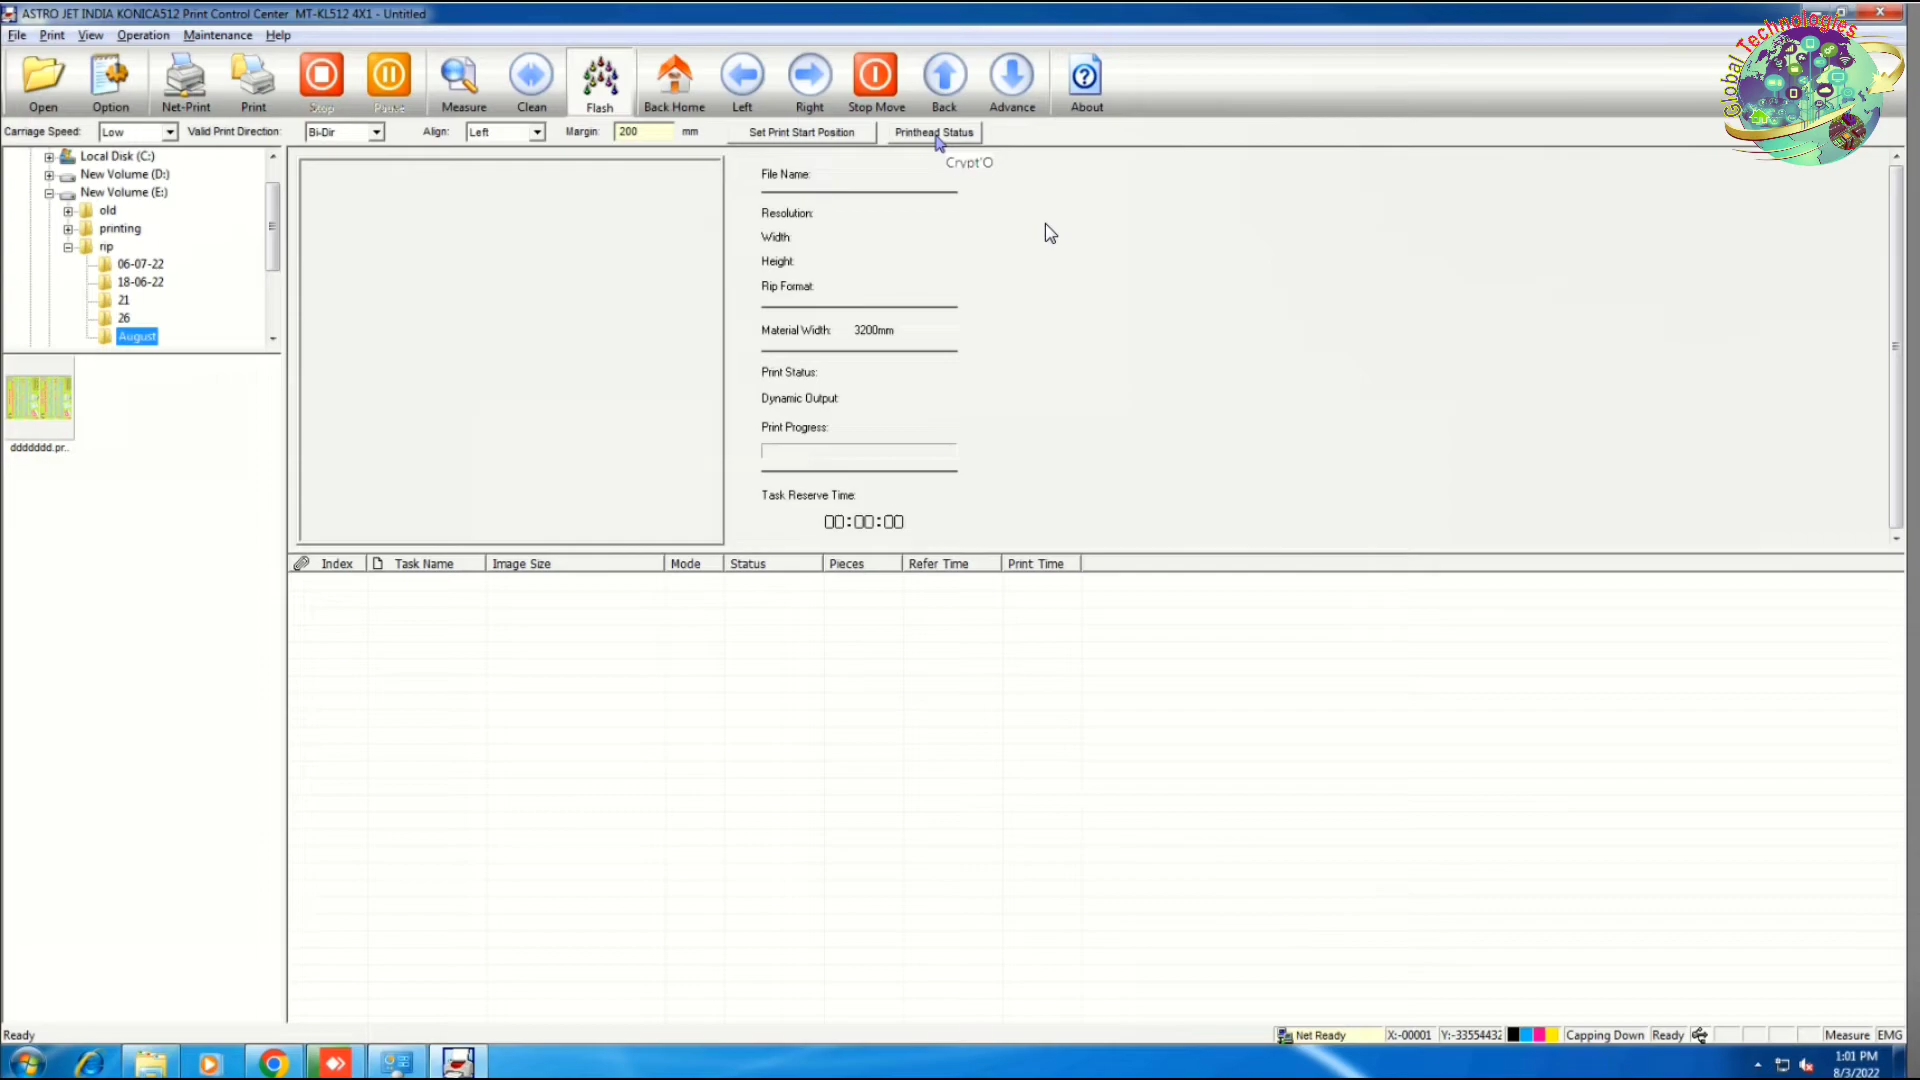 ASTRO JET INDIA KONICA512 Print Control Center  MT-KL512 4X1 - Untitled
File Print View Operation Maintenance Help
Open Option Net-Print Print Stop Pause Measure Clean Flash Back Home Left Right Stop Move Back Advance About
Global Technologies
Carriage Speed: Low Valid Print Direction: Bi-Dir Align: Left Margin: 200 mm Set Print Start Position Printhead Status
Crypt'O
Local Disk (C:)
New Volume (D:)
New Volume (E:)
old
printing
rip
06-07-22
18-06-22
21
26
August
ddddddd.pr..
File Name:
Resolution:
Width:
Height:
Rip Format:
Material Width: 3200mm
Print Status:
Dynamic Output
Print Progress:
Task Reserve Time:
00:00:00
Index Task Name Image Size Mode Status Pieces Refer Time Print Time
Ready Net Ready X:-00001 Y:-33554432 Capping Down Ready Measure EMG
1:01 PM
8/3/2022